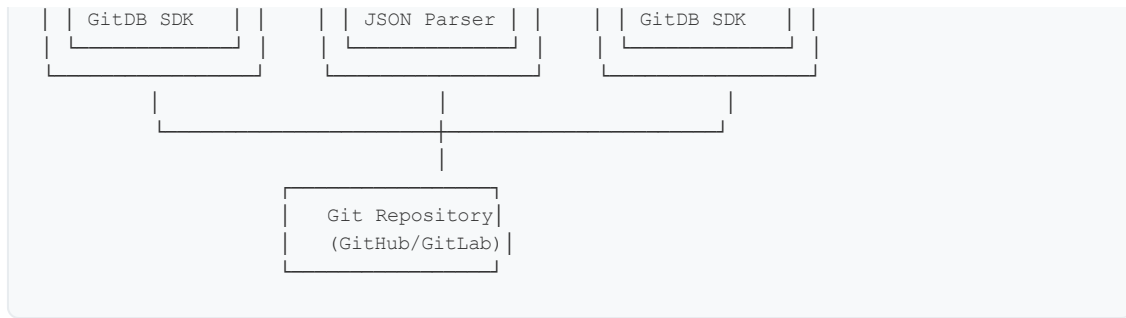 GitDB SDK JSON Parser GitDB SDK
Git Repository
(GitHub/GitLab)